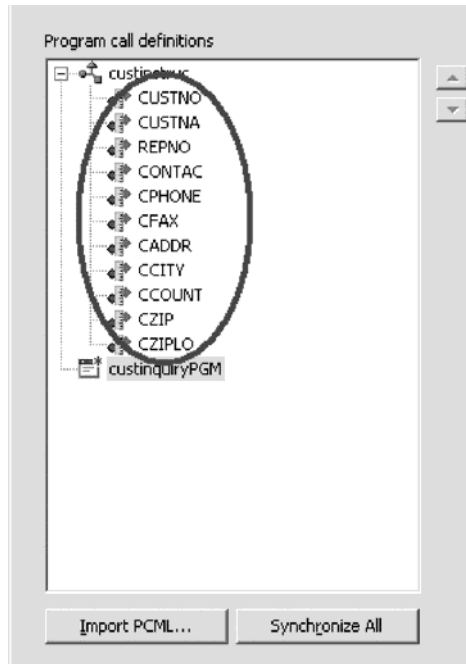 Program call definitions
custinstruc
CUSTNO
CUSTNA
REPNO
CONTAC
CPHONE
CFAX
CADDR
CCITY
CCOUNT
CZIP
CZIPLO
custinquiryPGM
Import PCML... Synchronize All